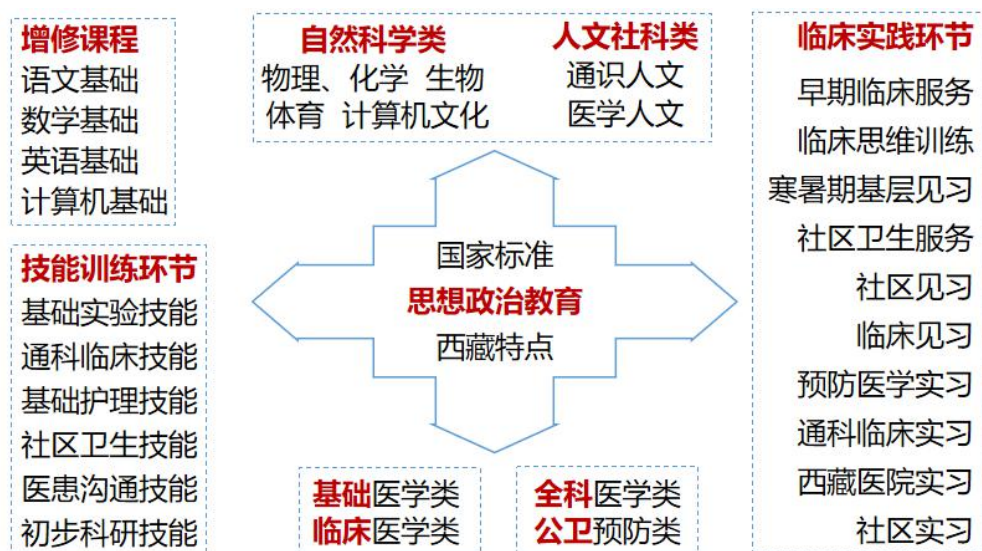 增修课程
语文基础
数学基础
英语基础
计算机基础
自然科学类
物理、化学 生物
体育 计算机文化
人文社科类
通识人文
医学人文
临床实践环节
早期临床服务
临床思维训练
寒暑期基层见习
社区卫生服务
社区见习
临床见习
预防医学实习
通科临床实习
西藏医院实习
社区实习
技能训练环节
基础实验技能
通科临床技能
基础护理技能
社区卫生技能
医患沟通技能
初步科研技能
国家标准
思想政治教育
西藏特点
基础医学类
临床医学类
全科医学类
公卫预防类